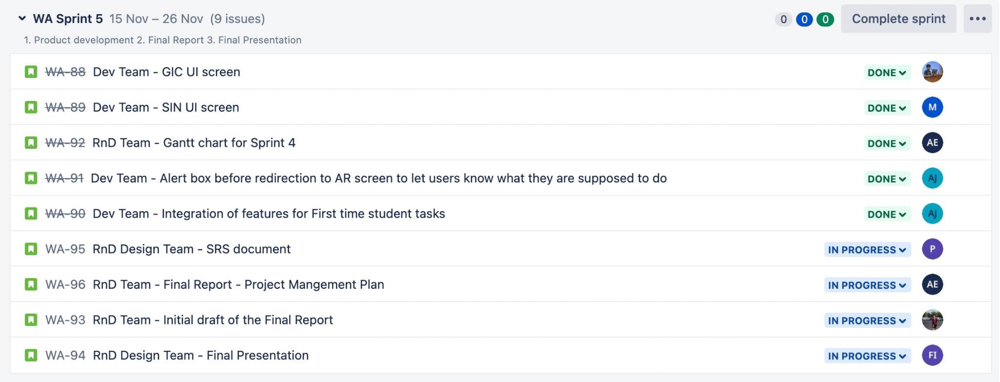 WA Sprint 5 15 Nov – 26 Nov (9 issues) 0 0 0 Complete sprint
1. Product development 2. Final Report 3. Final Presentation
WA-88 Dev Team - GIC UI screen DONE
WA-89 Dev Team - SIN UI screen DONE M
WA-92 RnD Team - Gantt chart for Sprint 4 DONE AE
WA-91 Dev Team - Alert box before redirection to AR screen to let users know what they are supposed to do DONE AJ
WA-90 Dev Team - Integration of features for First time student tasks DONE AJ
WA-95 RnD Design Team - SRS document IN PROGRESS P
WA-96 RnD Team - Final Report - Project Mangement Plan IN PROGRESS AE
WA-93 RnD Team - Initial draft of the Final Report IN PROGRESS
WA-94 RnD Design Team - Final Presentation IN PROGRESS FI